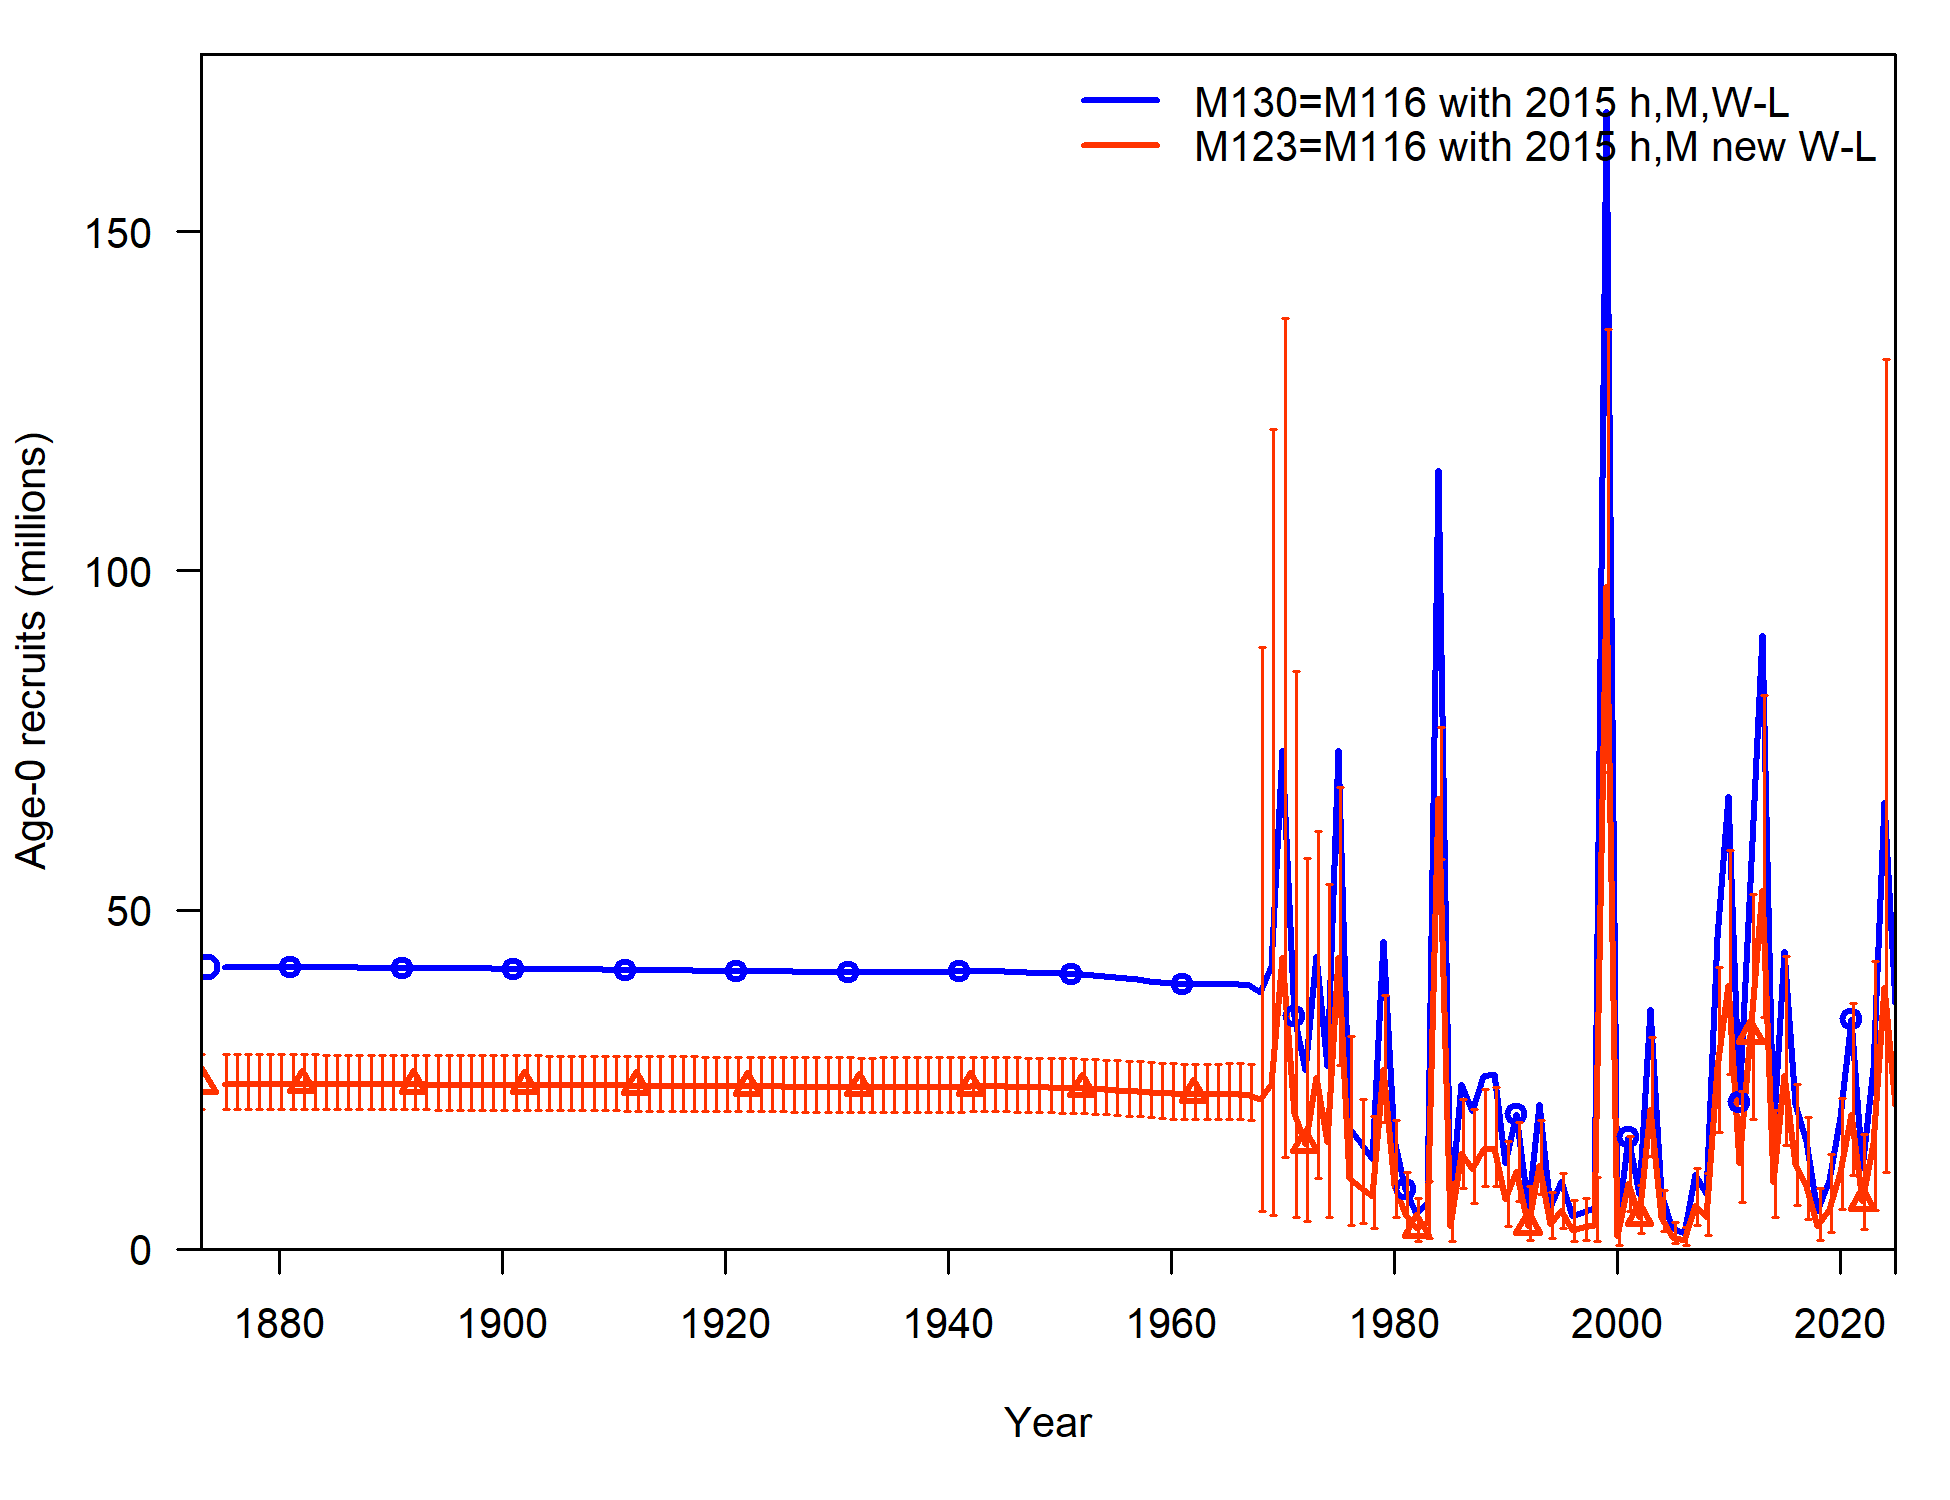 M130=M116 with 2015 h,M,W-L
M123=M116 with 2015 h,M new W-L
Age-0 recruits (millions)
150
100
50
0
1880 1900 1920 1940 1960 1980 2000 2020
Year